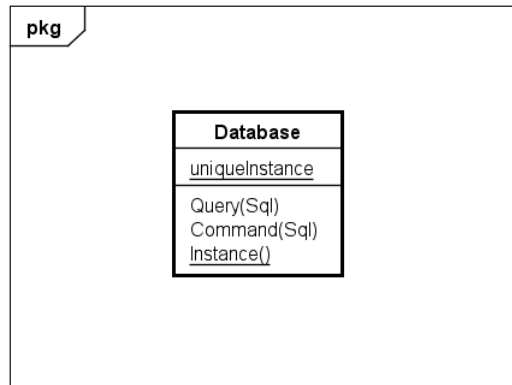 pkg
Database
uniqueInstance
Query(Sql)
Command(Sql)
Instance()